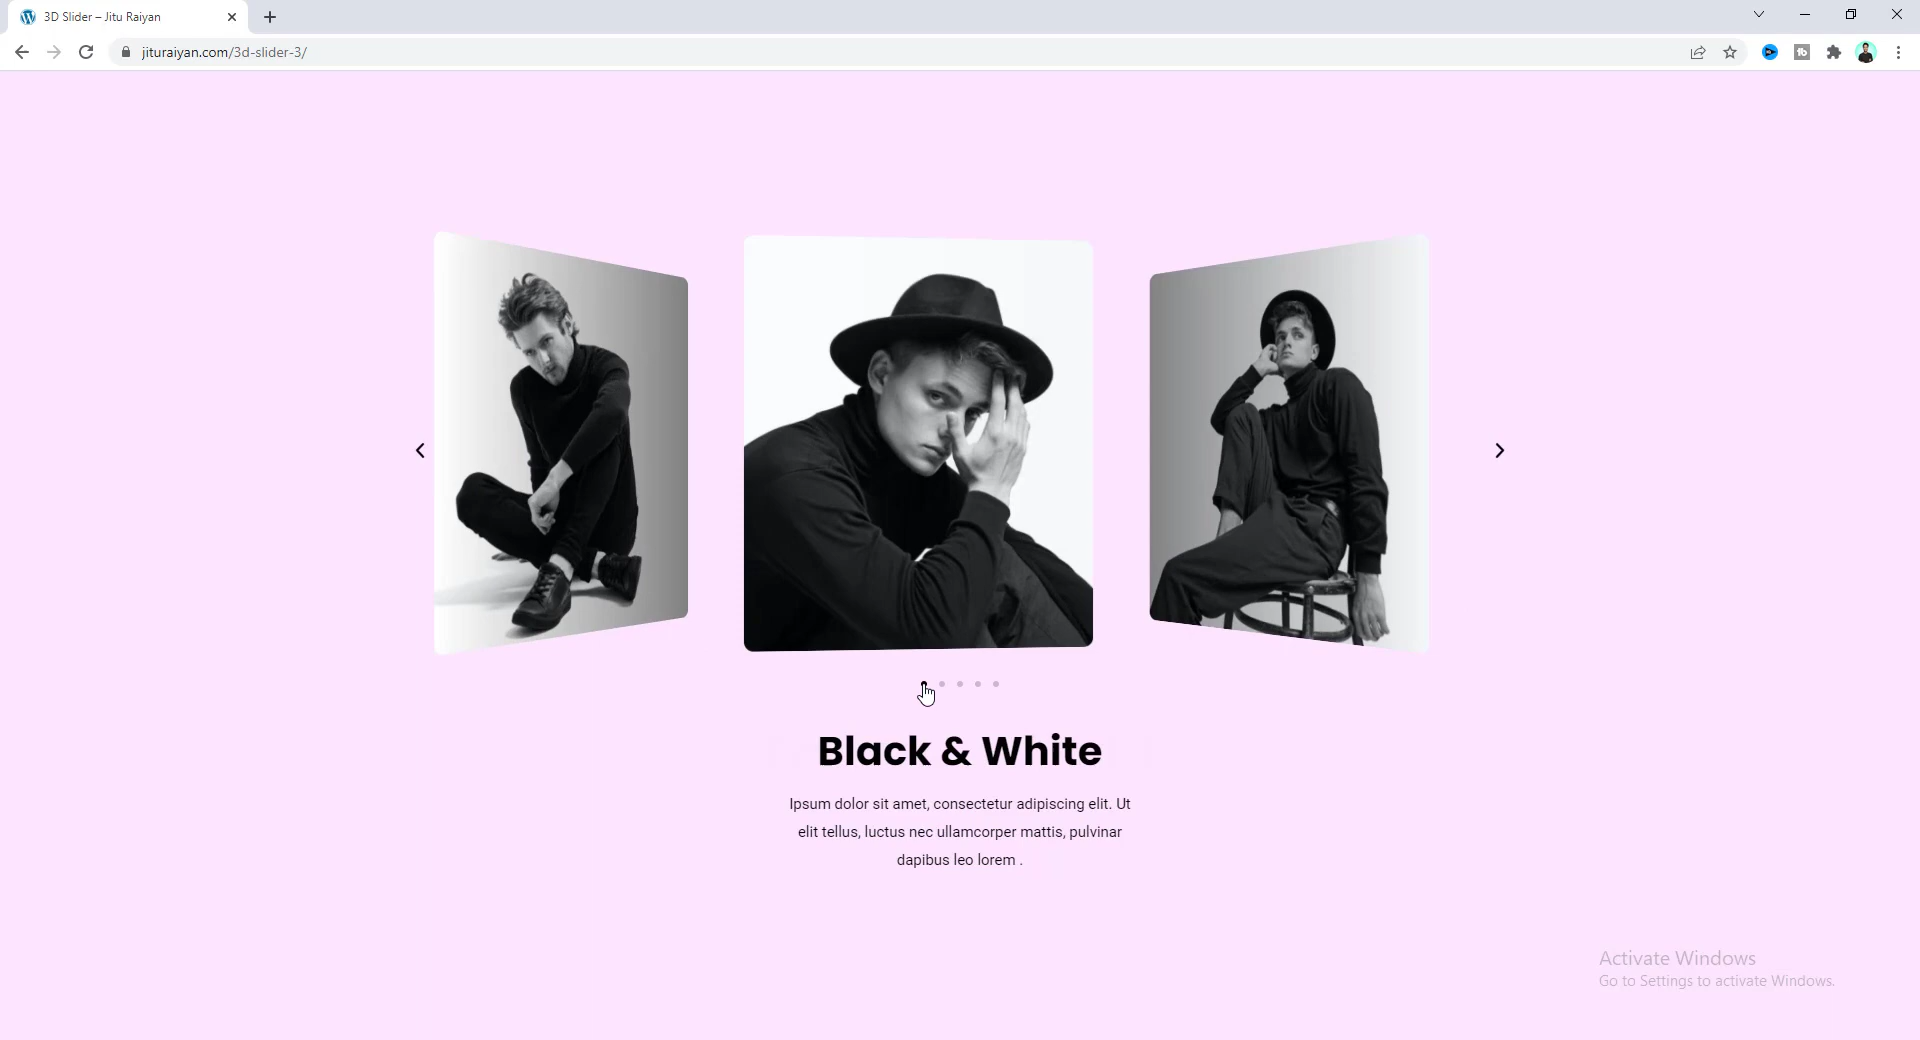 3D Slider – Jitu Raiyan
jituraiyan.com/3d-slider-3/
Black & White
Ipsum dolor sit amet, consectetur adipiscing elit. Ut
elit tellus, luctus nec ullamcorper mattis, pulvinar
dapibus leo lorem .
Activate Windows
Go to Settings to activate Windows.